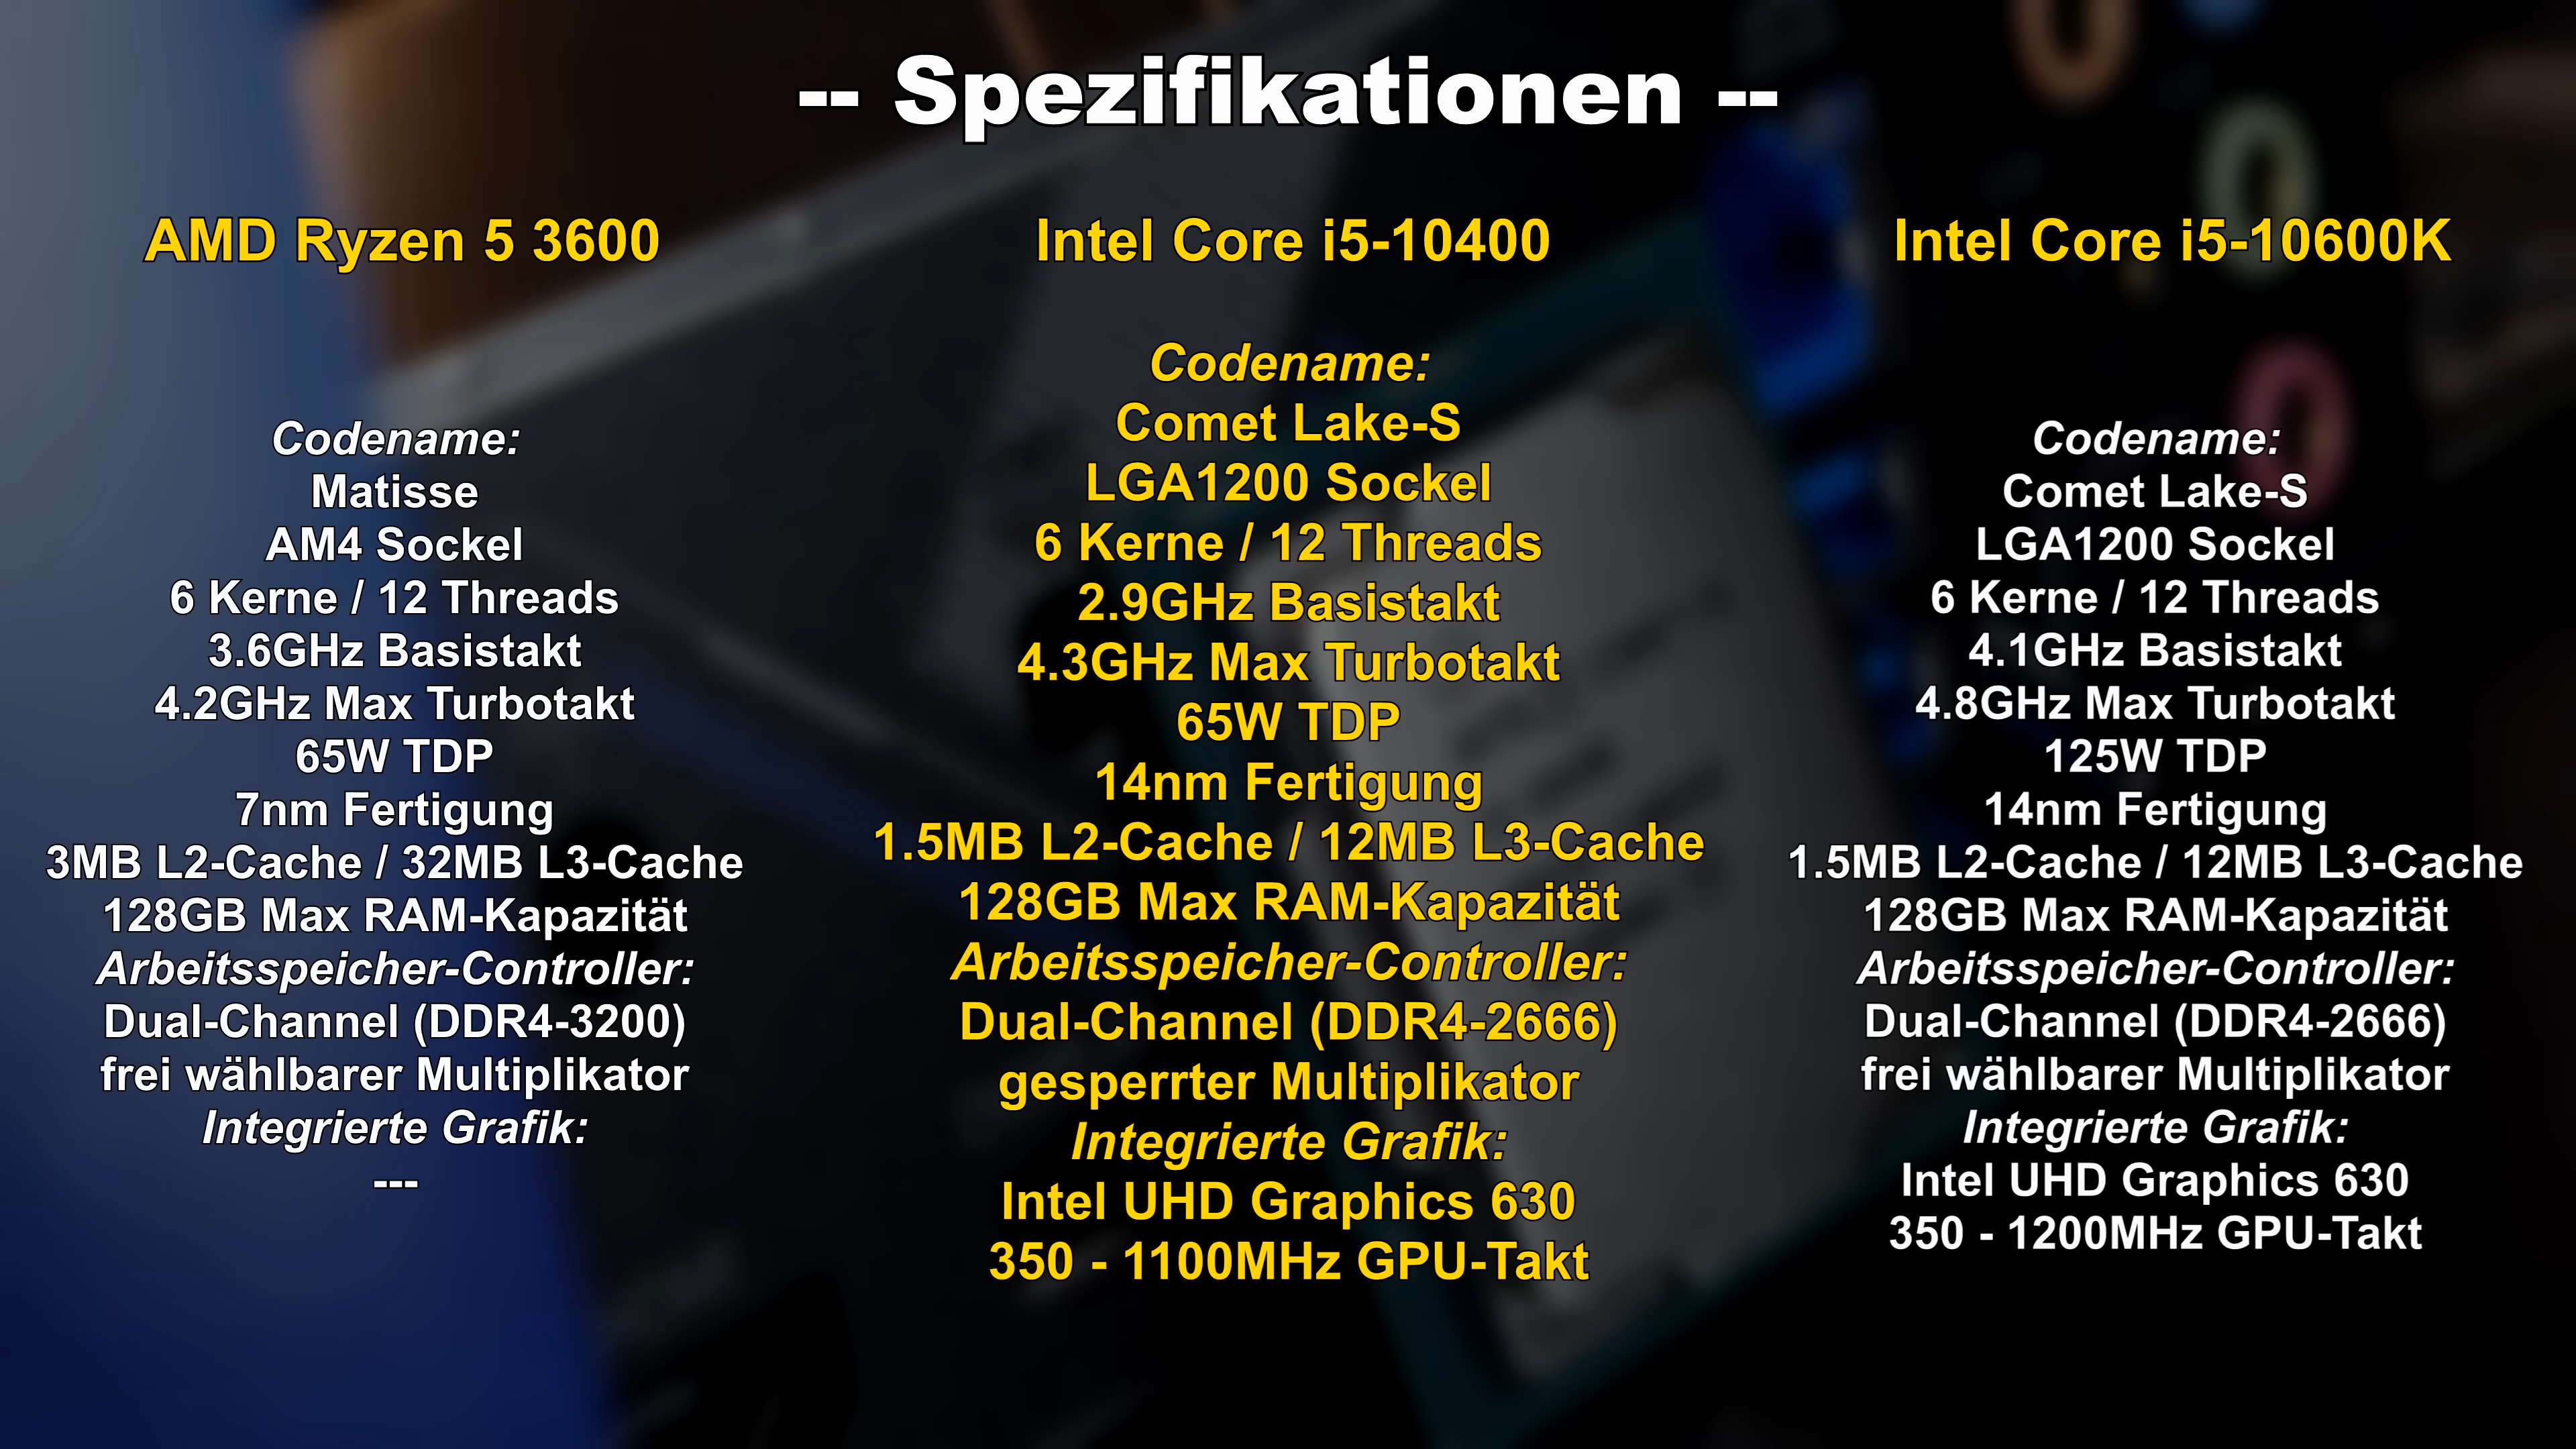 -- Spezifikationen --
AMD Ryzen 5 3600
Codename:
Matisse
AM4 Sockel
6 Kerne / 12 Threads
3.6GHz Basistakt
4.2GHz Max Turbotakt
65W TDP
7nm Fertigung
3MB L2-Cache / 32MB L3-Cache
128GB Max RAM-Kapazität
Arbeitsspeicher-Controller:
Dual-Channel (DDR4-3200)
frei wählbarer Multiplikator
Integrierte Grafik:
---
Intel Core i5-10400
Codename:
Comet Lake-S
LGA1200 Sockel
6 Kerne / 12 Threads
2.9GHz Basistakt
4.3GHz Max Turbotakt
65W TDP
14nm Fertigung
1.5MB L2-Cache / 12MB L3-Cache
128GB Max RAM-Kapazität
Arbeitsspeicher-Controller:
Dual-Channel (DDR4-2666)
gesperrter Multiplikator
Integrierte Grafik:
Intel UHD Graphics 630
350 - 1100MHz GPU-Takt
Intel Core i5-10600K
Codename:
Comet Lake-S
LGA1200 Sockel
6 Kerne / 12 Threads
4.1GHz Basistakt
4.8GHz Max Turbotakt
125W TDP
14nm Fertigung
1.5MB L2-Cache / 12MB L3-Cache
128GB Max RAM-Kapazität
Arbeitsspeicher-Controller:
Dual-Channel (DDR4-2666)
frei wählbarer Multiplikator
Integrierte Grafik:
Intel UHD Graphics 630
350 - 1200MHz GPU-Takt